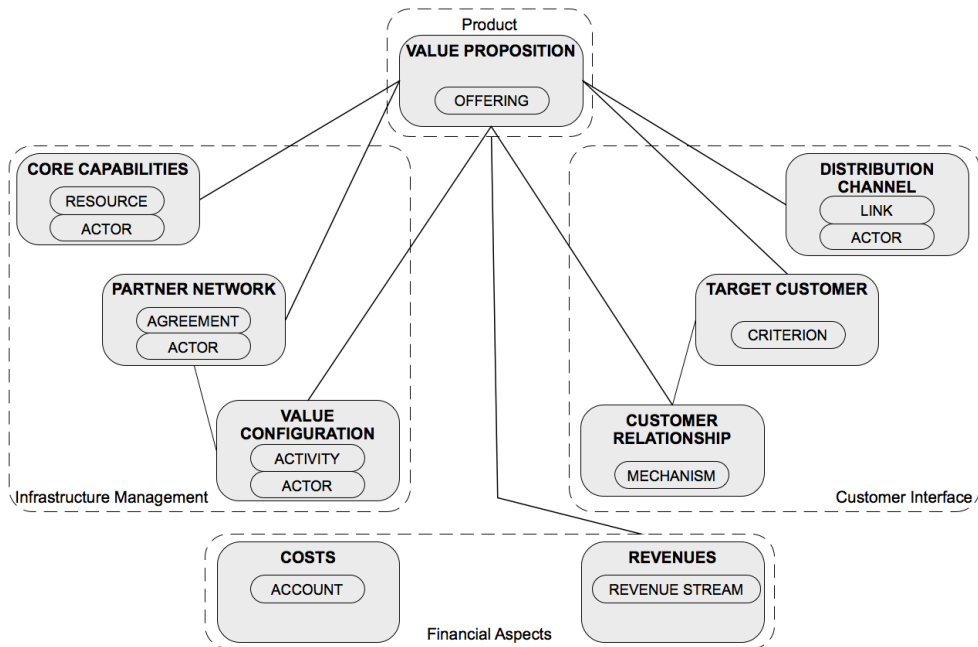 Product
VALUE PROPOSITION
OFFERING
CORE CAPABILITIES
RESOURCE
ACTOR
PARTNER NETWORK
AGREEMENT
ACTOR
VALUE
CONFIGURATION
ACTIVITY
ACTOR
Infrastructure Management
DISTRIBUTION
CHANNEL
LINK
ACTOR
TARGET CUSTOMER
CRITERION
CUSTOMER
RELATIONSHIP
MECHANISM
Customer Interface
COSTS
ACCOUNT
REVENUES
REVENUE STREAM
Financial Aspects